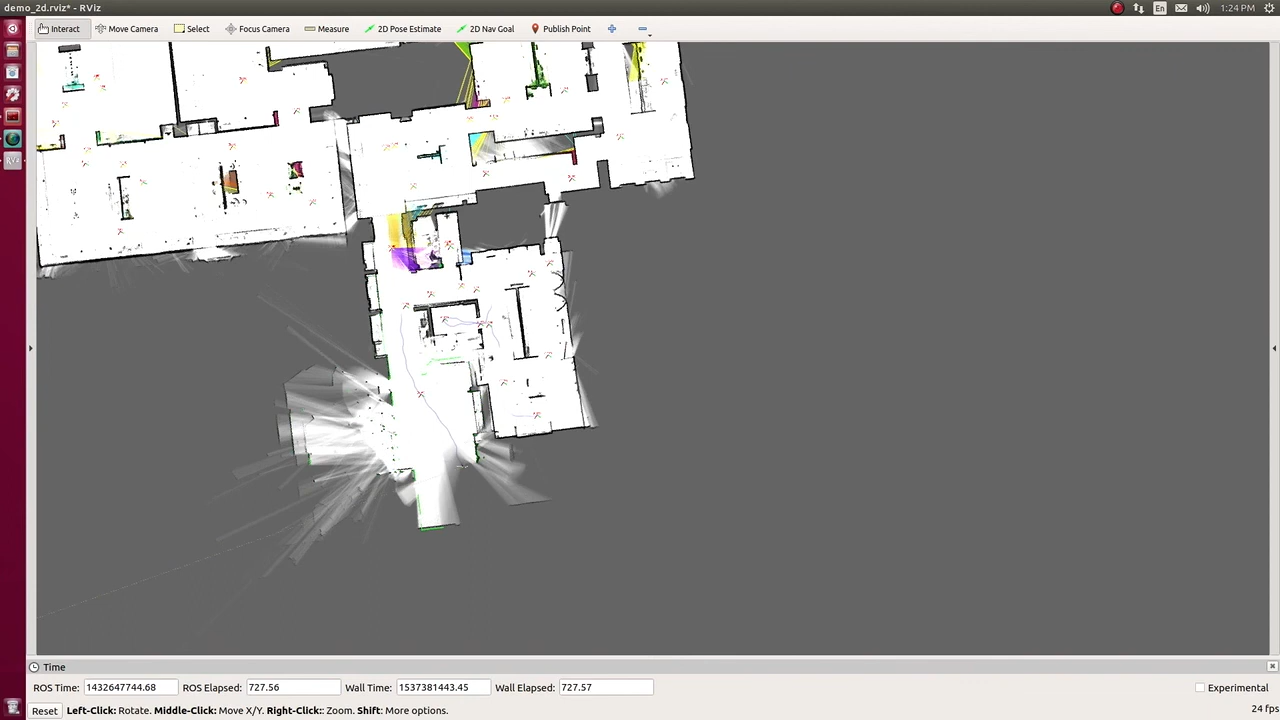 demo_2d.rviz* - RViz
En
1:24 PM
Interact Move Camera Select Focus Camera Measure 2D Pose Estimate 2D Nav Goal Publish Point
Time
ROS Time: 1432647744.68 ROS Elapsed: 727.56 Wall Time: 1537381443.45 Wall Elapsed: 727.57 Experimental
Reset Left-Click: Rotate. Middle-Click: Move X/Y. Right-Click:: Zoom. Shift: More options. 24 fps